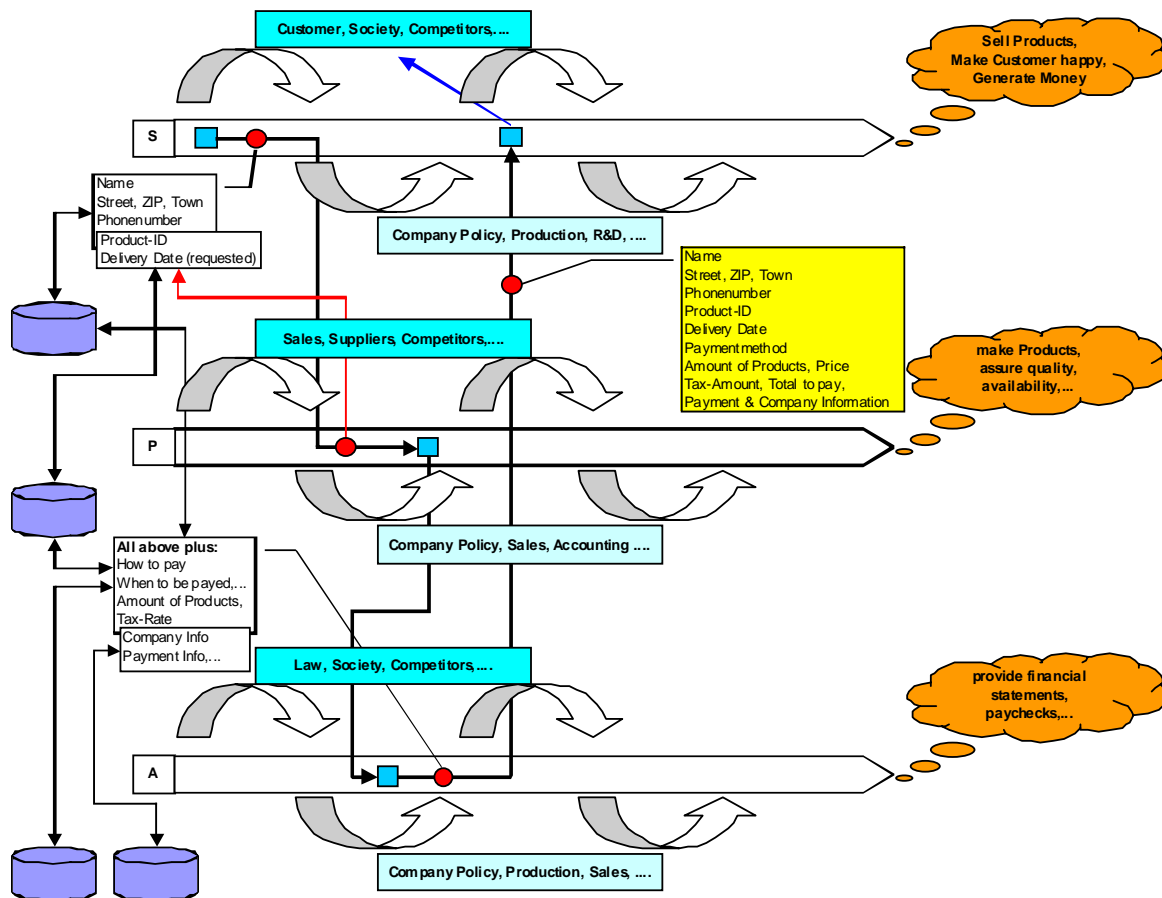 Customer, Society, Competitors,....
Sell Products,
Make Customer happy,
Generate Money
S
Name
Street, ZIP, Town
Phonenumber
Product-ID
Delivery Date (requested)
Company Policy, Production, R&D, ....
Name
Street, ZIP, Town
Phonenumber
Product-ID
Delivery Date
Paymentmethod
Amount of Products, Price
Tax-Amount, Total to pay,
Payment & Company Information
Sales, Suppliers, Competitors,....
make Products,
assure quality,
availability,...
P
Company Policy, Sales, Accounting ....
All above plus:
How to pay
When to be payed,...
Amount of Products,
Tax-Rate
Company Info
Payment Info,...
Law, Society, Competitors,....
provide financial
statements,
paychecks,...
A
Company Policy, Production, Sales, ....